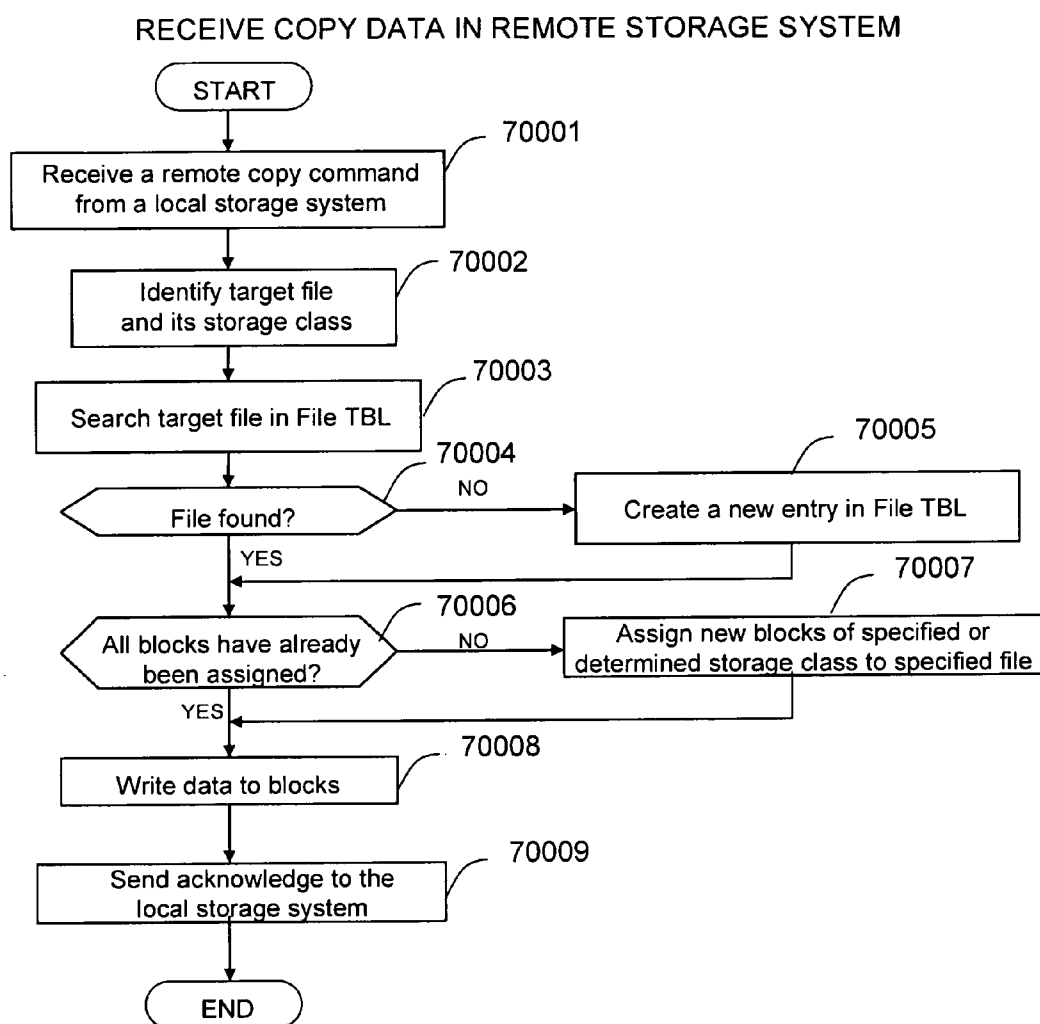 RECEIVE COPY DATA IN REMOTE STORAGE SYSTEM
START
70001
Receive a remote copy command
from a local storage system
70002
Identify target file
and its storage class
70003
Search target file in File TBL
70004
File found?
NO
70005
Create a new entry in File TBL
YES
70006
All blocks have already
been assigned?
NO
70007
Assign new blocks of specified or
determined storage class to specified file
YES
70008
Write data to blocks
70009
Send acknowledge to the
local storage system
END